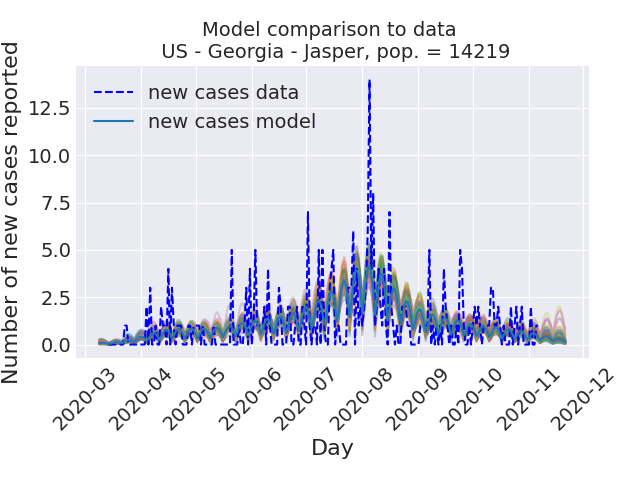 Model comparison to data
US - Georgia - Jasper, pop. = 14219
new cases data
new cases model
Number of new cases reported
12.5
10.0
7.5
5.0
2.5
0.0
2020-03
2020-04
2020-05
2020-06
2020-07
2020-08
2020-09
2020-10
2020-11
2020-12
Day